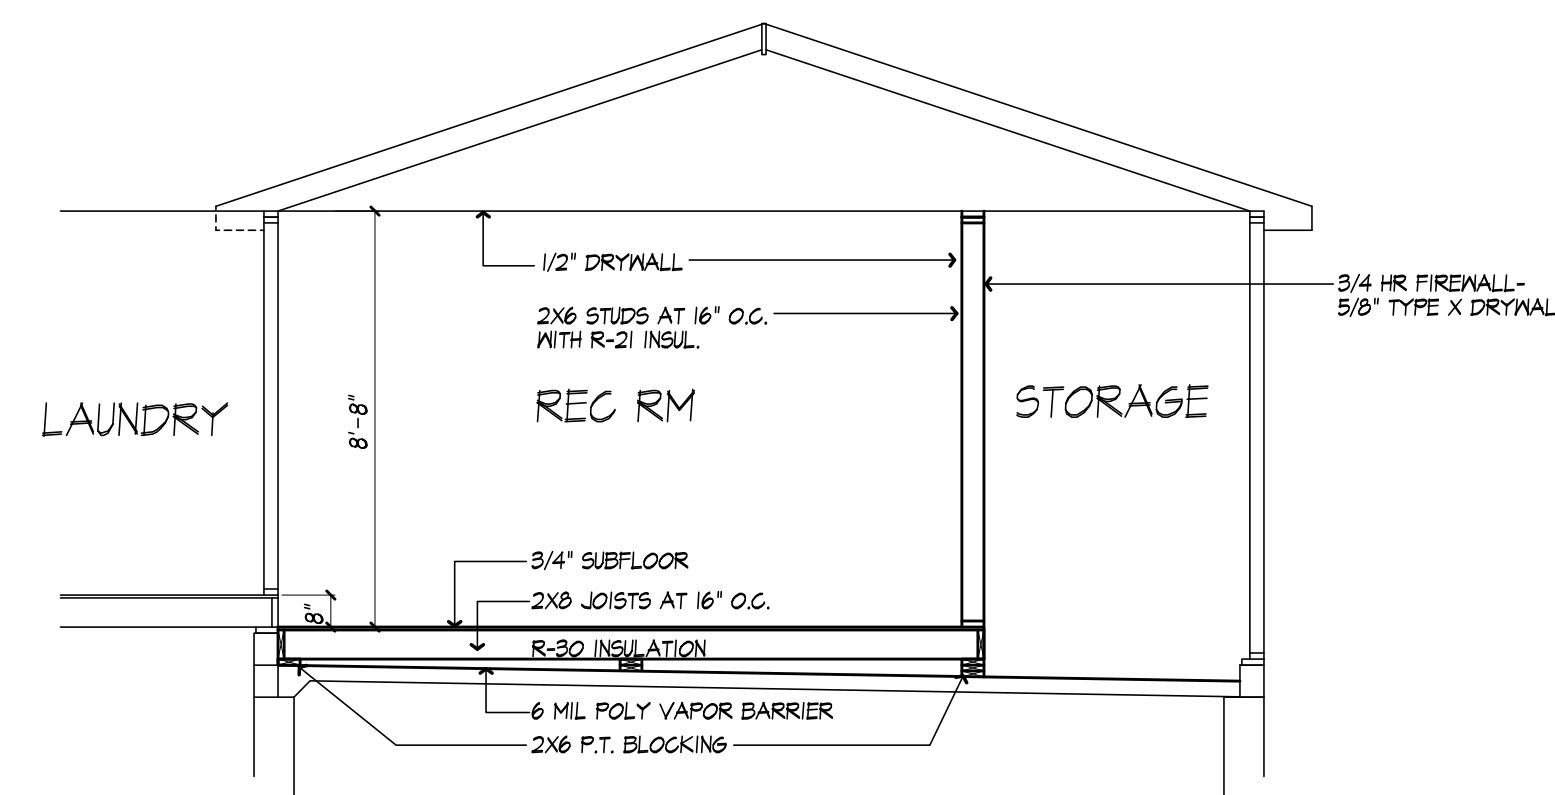 1/2" DRYWALL
3/4 HR FIREWALL-
5/8" TYPE X DRYWAL
2X6 STUDS AT 16" O.C.
WITH R-21 INSUL.
LAUNDRY
8'-8"
REC RM
STORAGE
3/4" SUBFLOOR
2X8 JOISTS AT 16" O.C.
8"
R-30 INSULATION
6 MIL POLY VAPOR BARRIER
2X6 P.T. BLOCKING